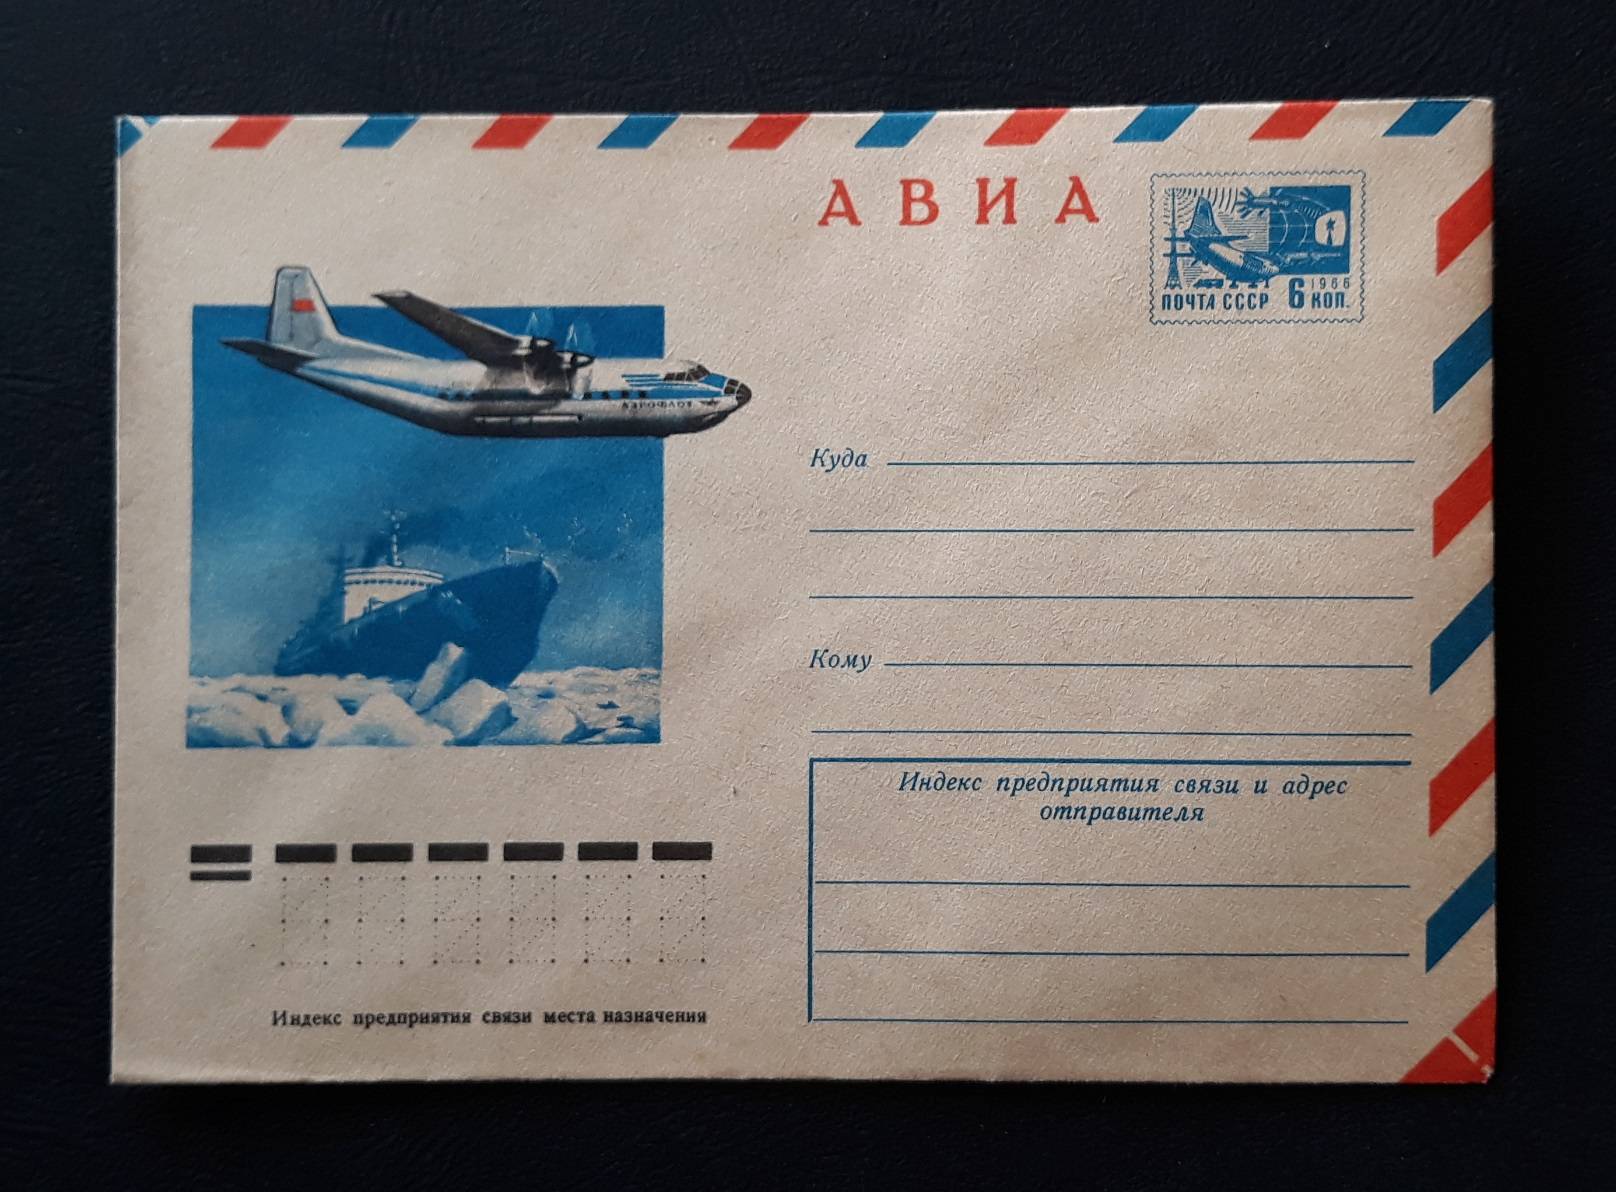 АВИА
ПОЧТА СССР 6 1966 КОП.
АЭРОФЛОТ
Куда
Кому
Индекс предприятия связи и адрес
отправителя
Индекс предприятия связи места назначения